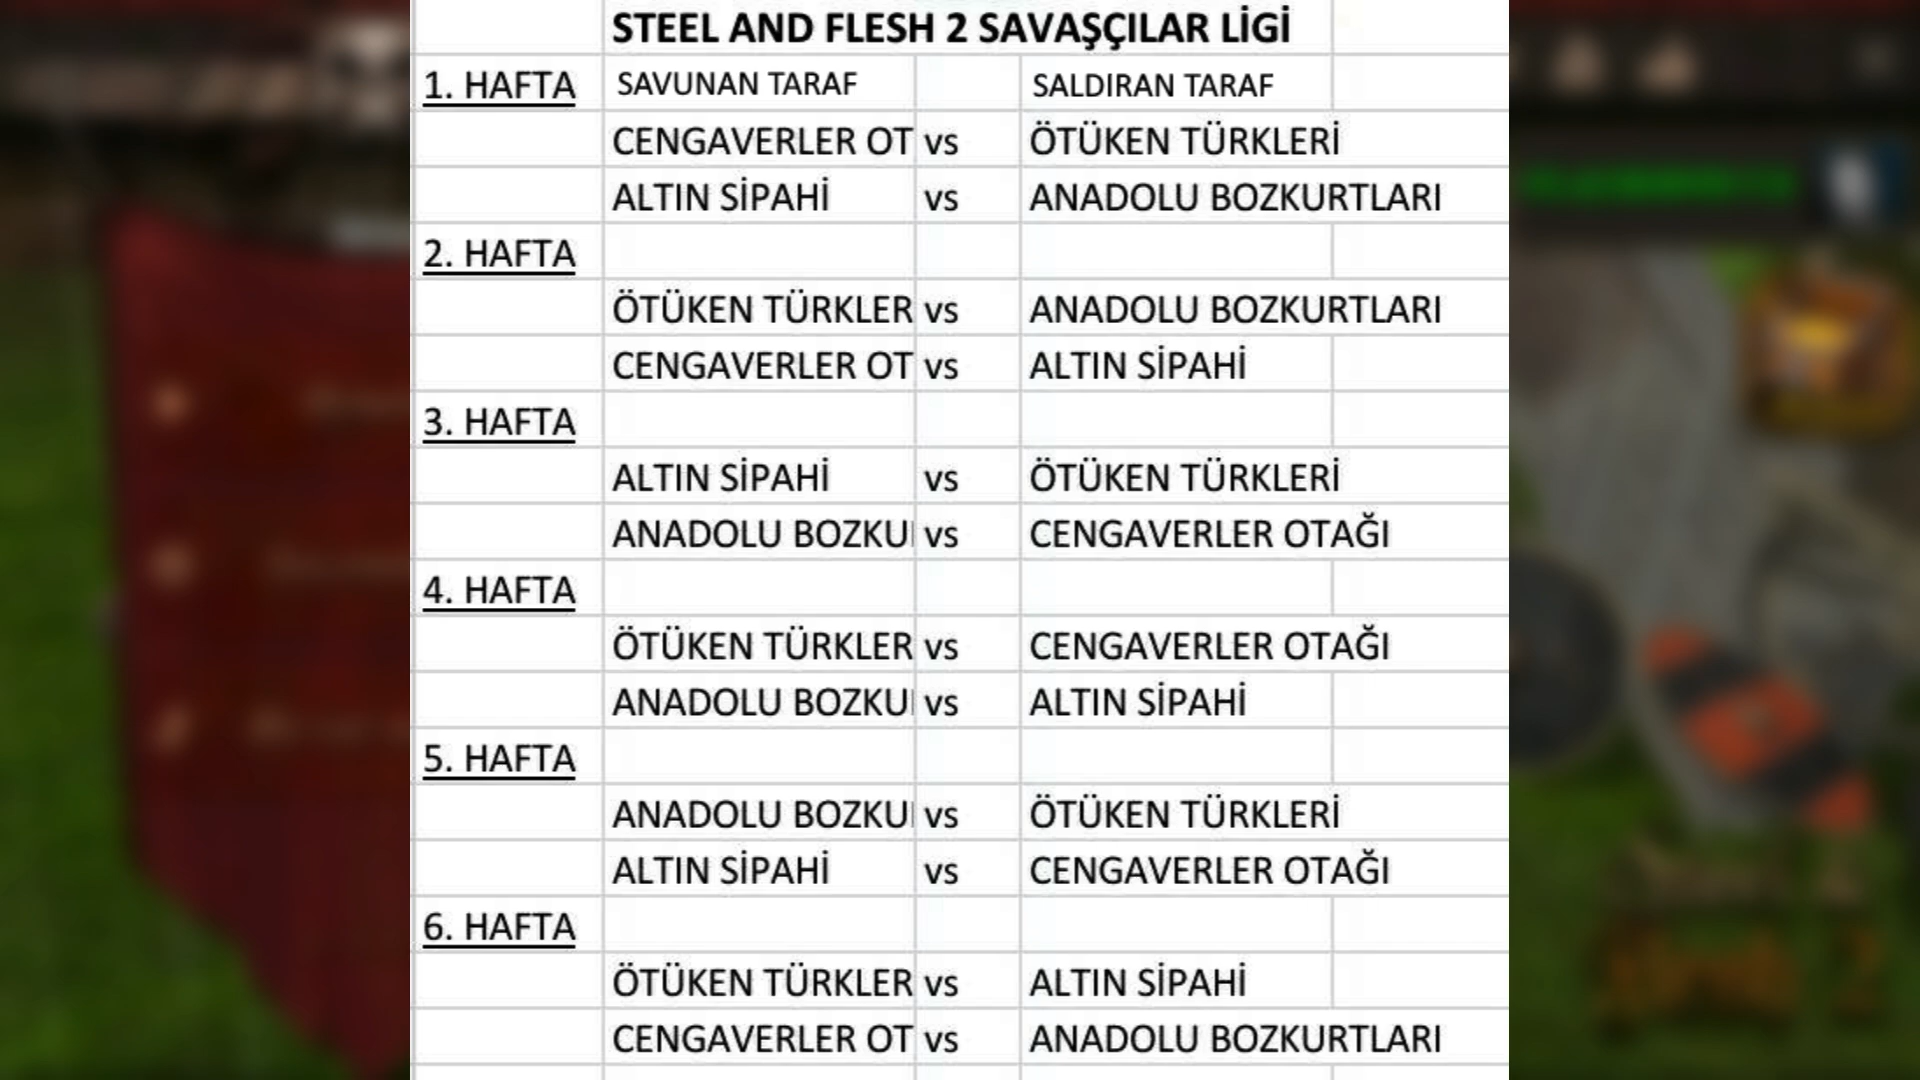 STEEL AND FLESH 2 SAVAŞÇILAR LİGİ
1. HAFTA SAVUNAN TARAF SALDIRAN TARAF
CENGAVERLER OT vs ÖTÜKEN TÜRKLERİ
ALTIN SİPAHİ vs ANADOLU BOZKURTLARI
2. HAFTA
ÖTÜKEN TÜRKLER vs ANADOLU BOZKURTLARI
CENGAVERLER OT vs ALTIN SİPAHİ
3. HAFTA
ALTIN SİPAHİ vs ÖTÜKEN TÜRKLERİ
ANADOLU BOZKU vs CENGAVERLER OTAĞI
4. HAFTA
ÖTÜKEN TÜRKLER vs CENGAVERLER OTAĞI
ANADOLU BOZKU vs ALTIN SİPAHİ
5. HAFTA
ANADOLU BOZKU vs ÖTÜKEN TÜRKLERİ
ALTIN SİPAHİ vs CENGAVERLER OTAĞI
6. HAFTA
ÖTÜKEN TÜRKLER vs ALTIN SİPAHİ
CENGAVERLER OT vs ANADOLU BOZKURTLARI